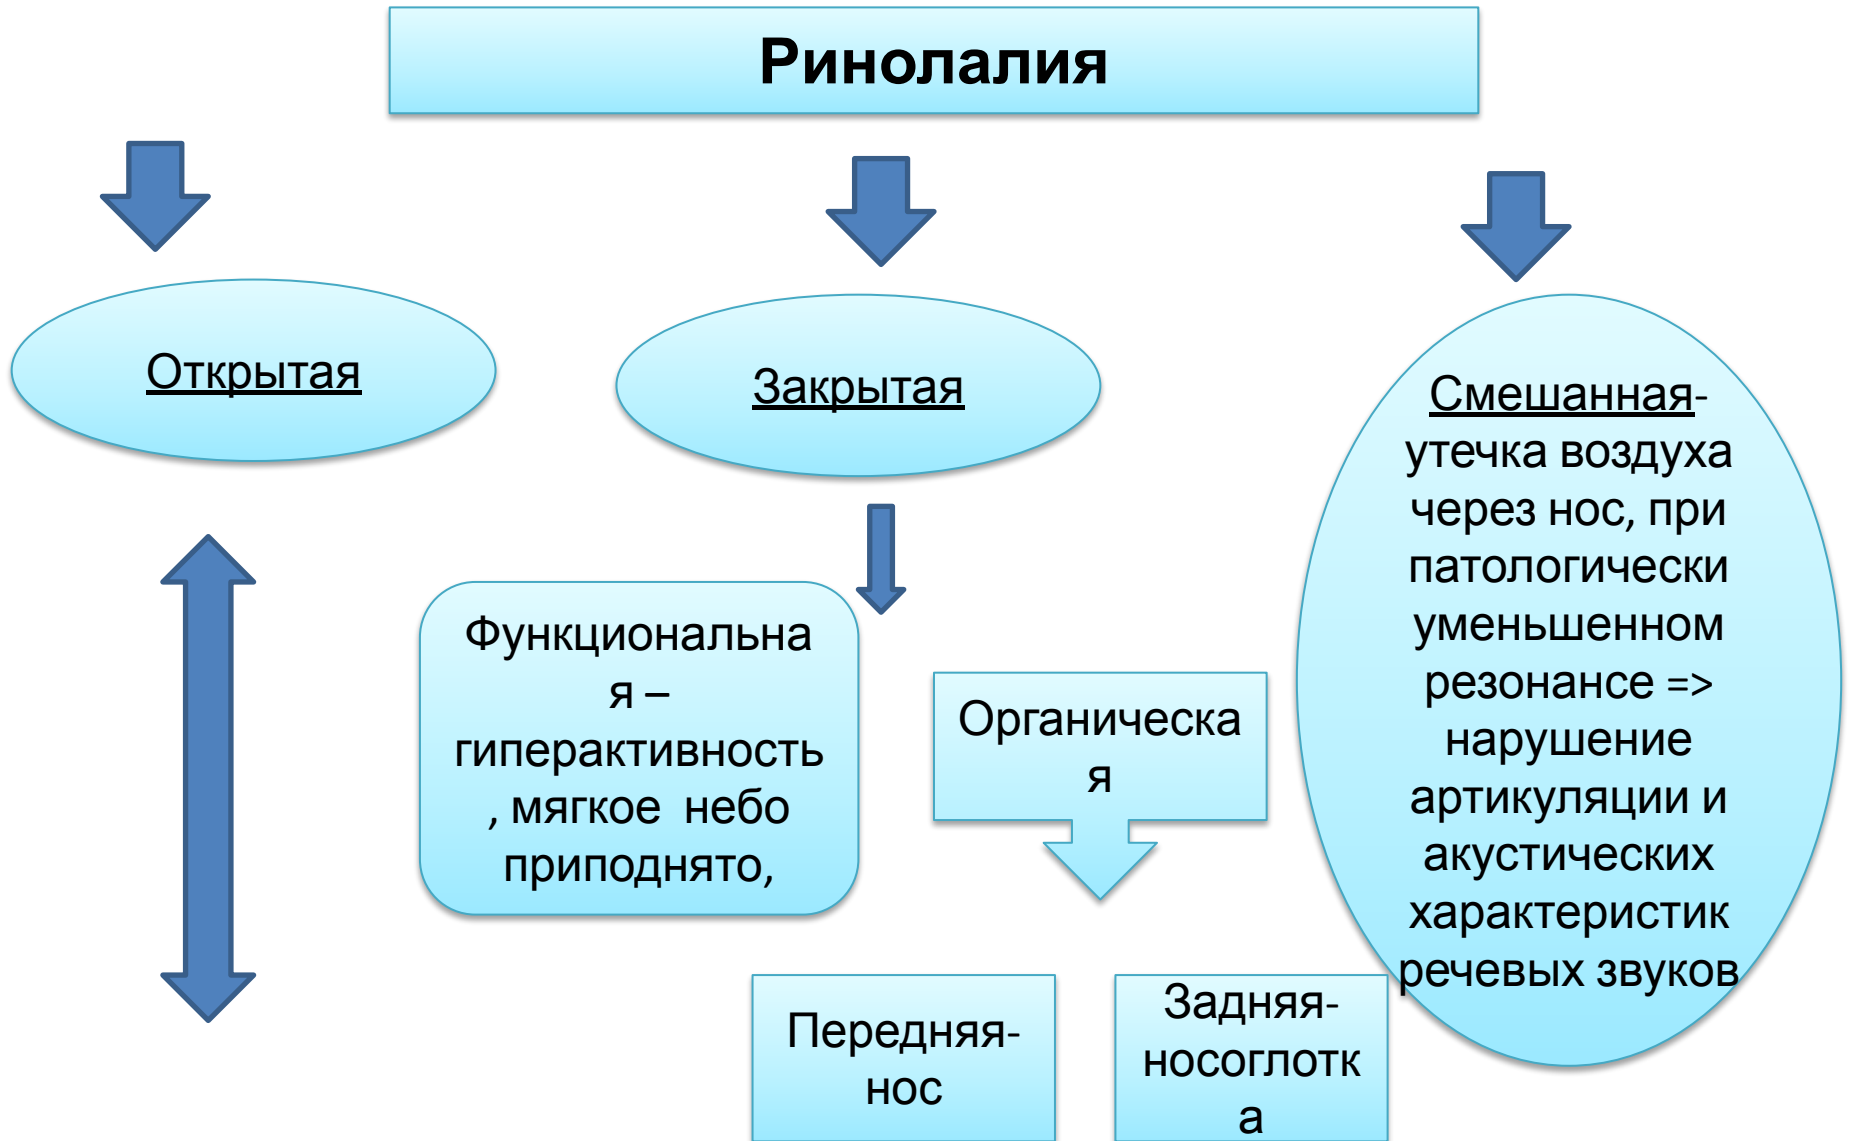 Ринолалия
Открытая
Закрытая
Смешанная-
утечка воздуха
через нос, при
патологически
уменьшенном
резонансе =>
нарушение
артикуляции и
акустических
характеристик
речевых звуков
Функциональна
я –
гиперактивность
, мягкое небо
приподнято,
Органическа
я
Передняя-
нос
Задняя-
носоглотк
а